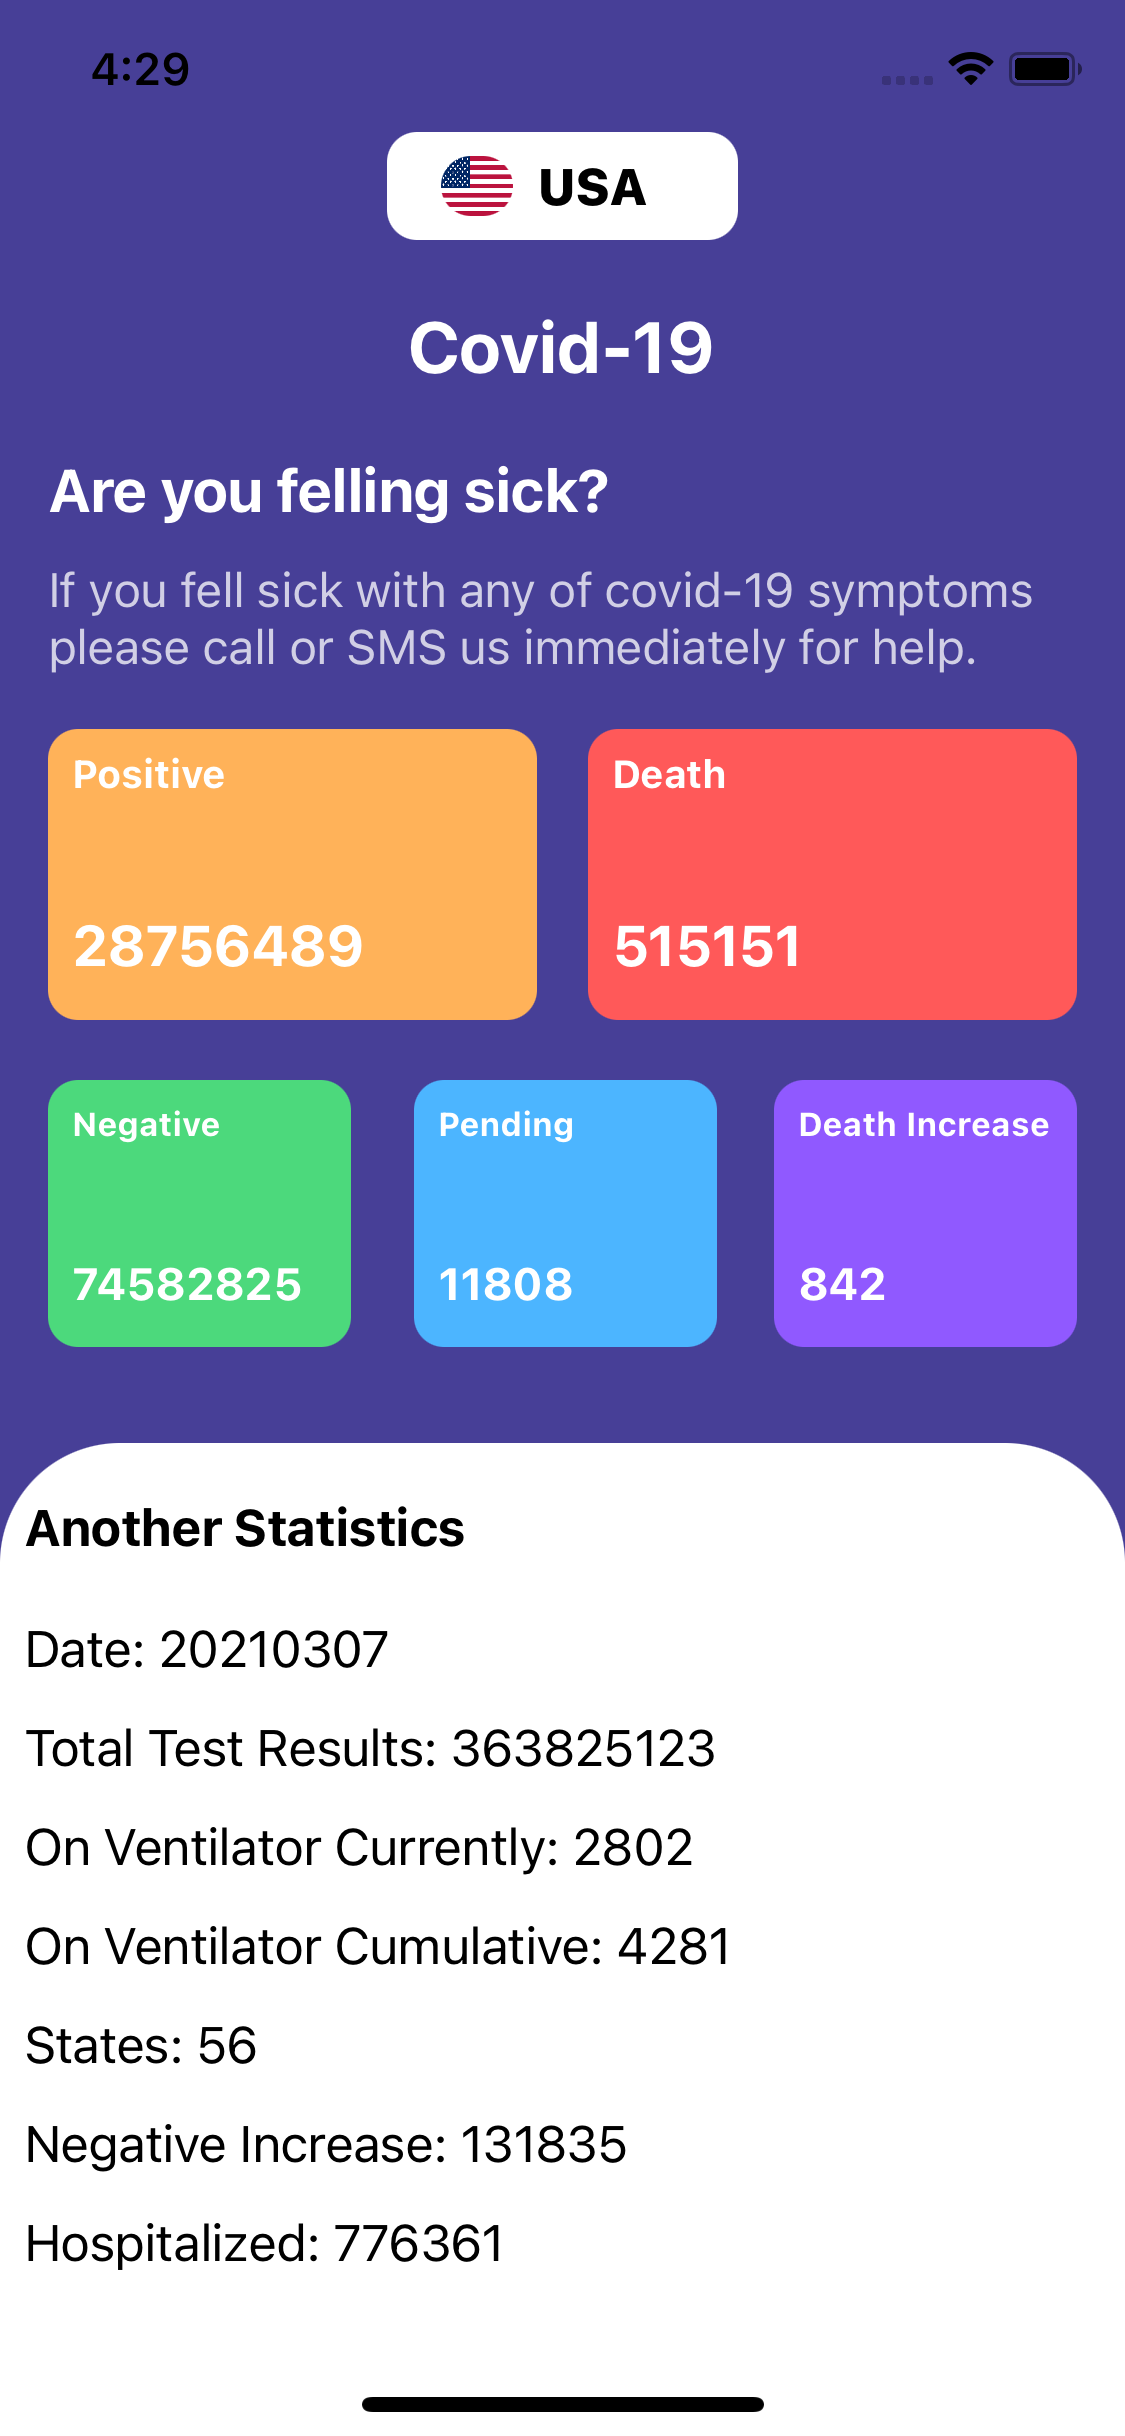 4:29
USA
Covid-19
Are you felling sick?
If you fell sick with any of covid-19 symptoms
please call or SMS us immediately for help.
Positive
Death
28756489
515151
Negative
Pending
Death Increase
74582825
11808
842
Another Statistics
Date: 20210307
Total Test Results: 363825123
On Ventilator Currently: 2802
On Ventilator Cumulative: 4281
States: 56
Negative Increase: 131835
Hospitalized: 776361